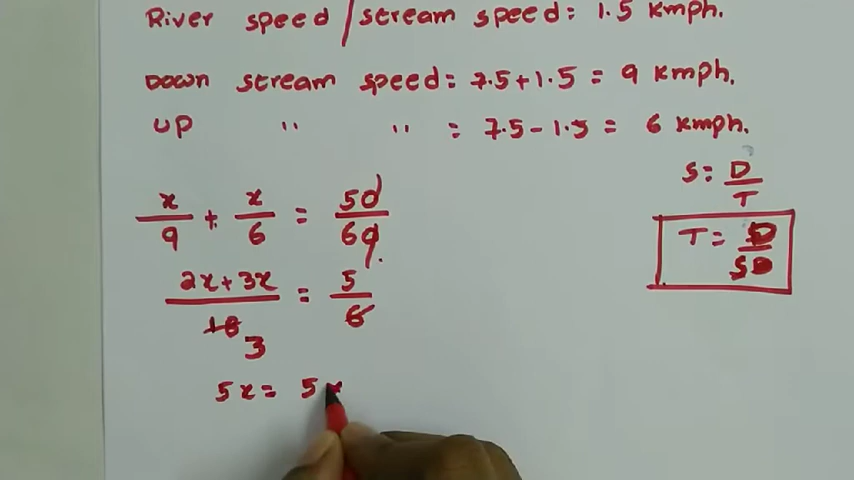 River speed / stream speed = 1.5 Kmph.
Down stream speed = 7.5+1.5 = 9 Kmph.
UP " " = 7.5-1.5 = 6 Kmph.
S = D/T
x/9 + x/6 = 50/60.
T = D/S
2x+3x/18 3 = 5/6
5x = 5